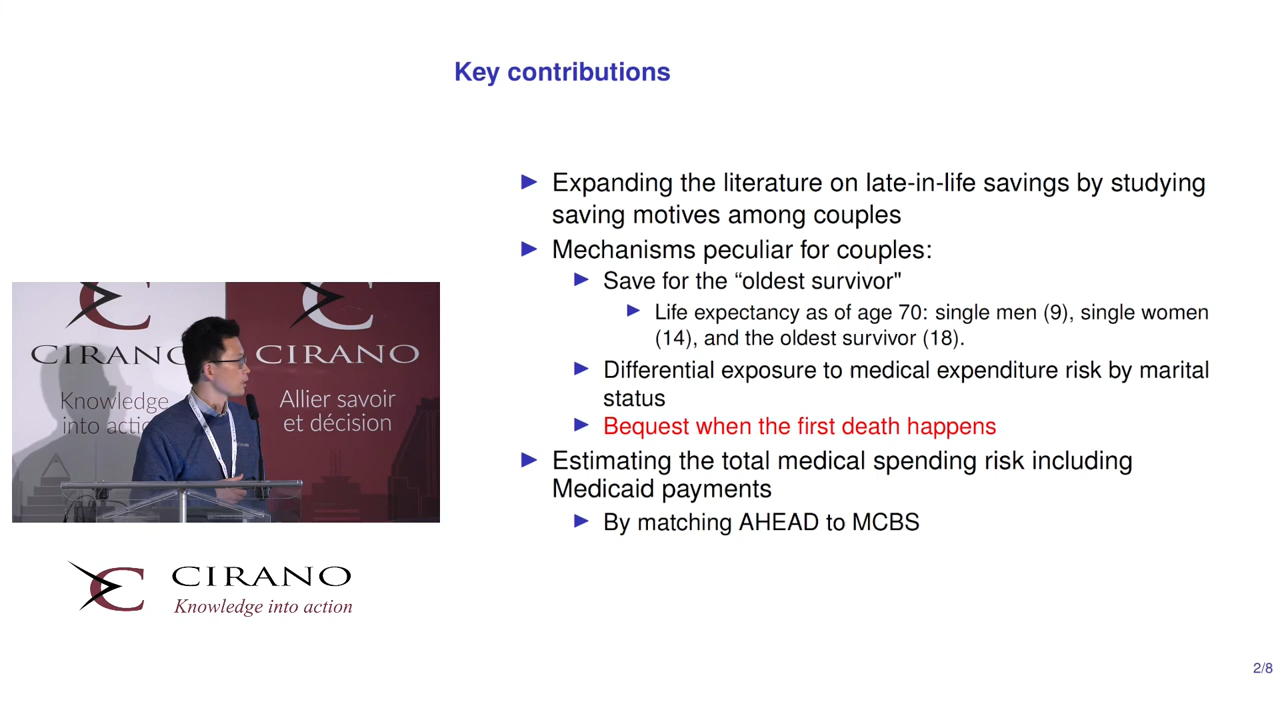 Key contributions
▶ Expanding the literature on late-in-life savings by studying
saving motives among couples
▶ Mechanisms peculiar for couples:
▶ Save for the “oldest survivor"
▶ Life expectancy as of age 70: single men (9), single women
(14), and the oldest survivor (18).
▶ Differential exposure to medical expenditure risk by marital
status
▶ Bequest when the first death happens
▶ Estimating the total medical spending risk including
Medicaid payments
▶ By matching AHEAD to MCBS
CIRANO
Knowledge
into
CIRANO
Allier savoir
et décision
CIRANO
Knowledge into action
2/8